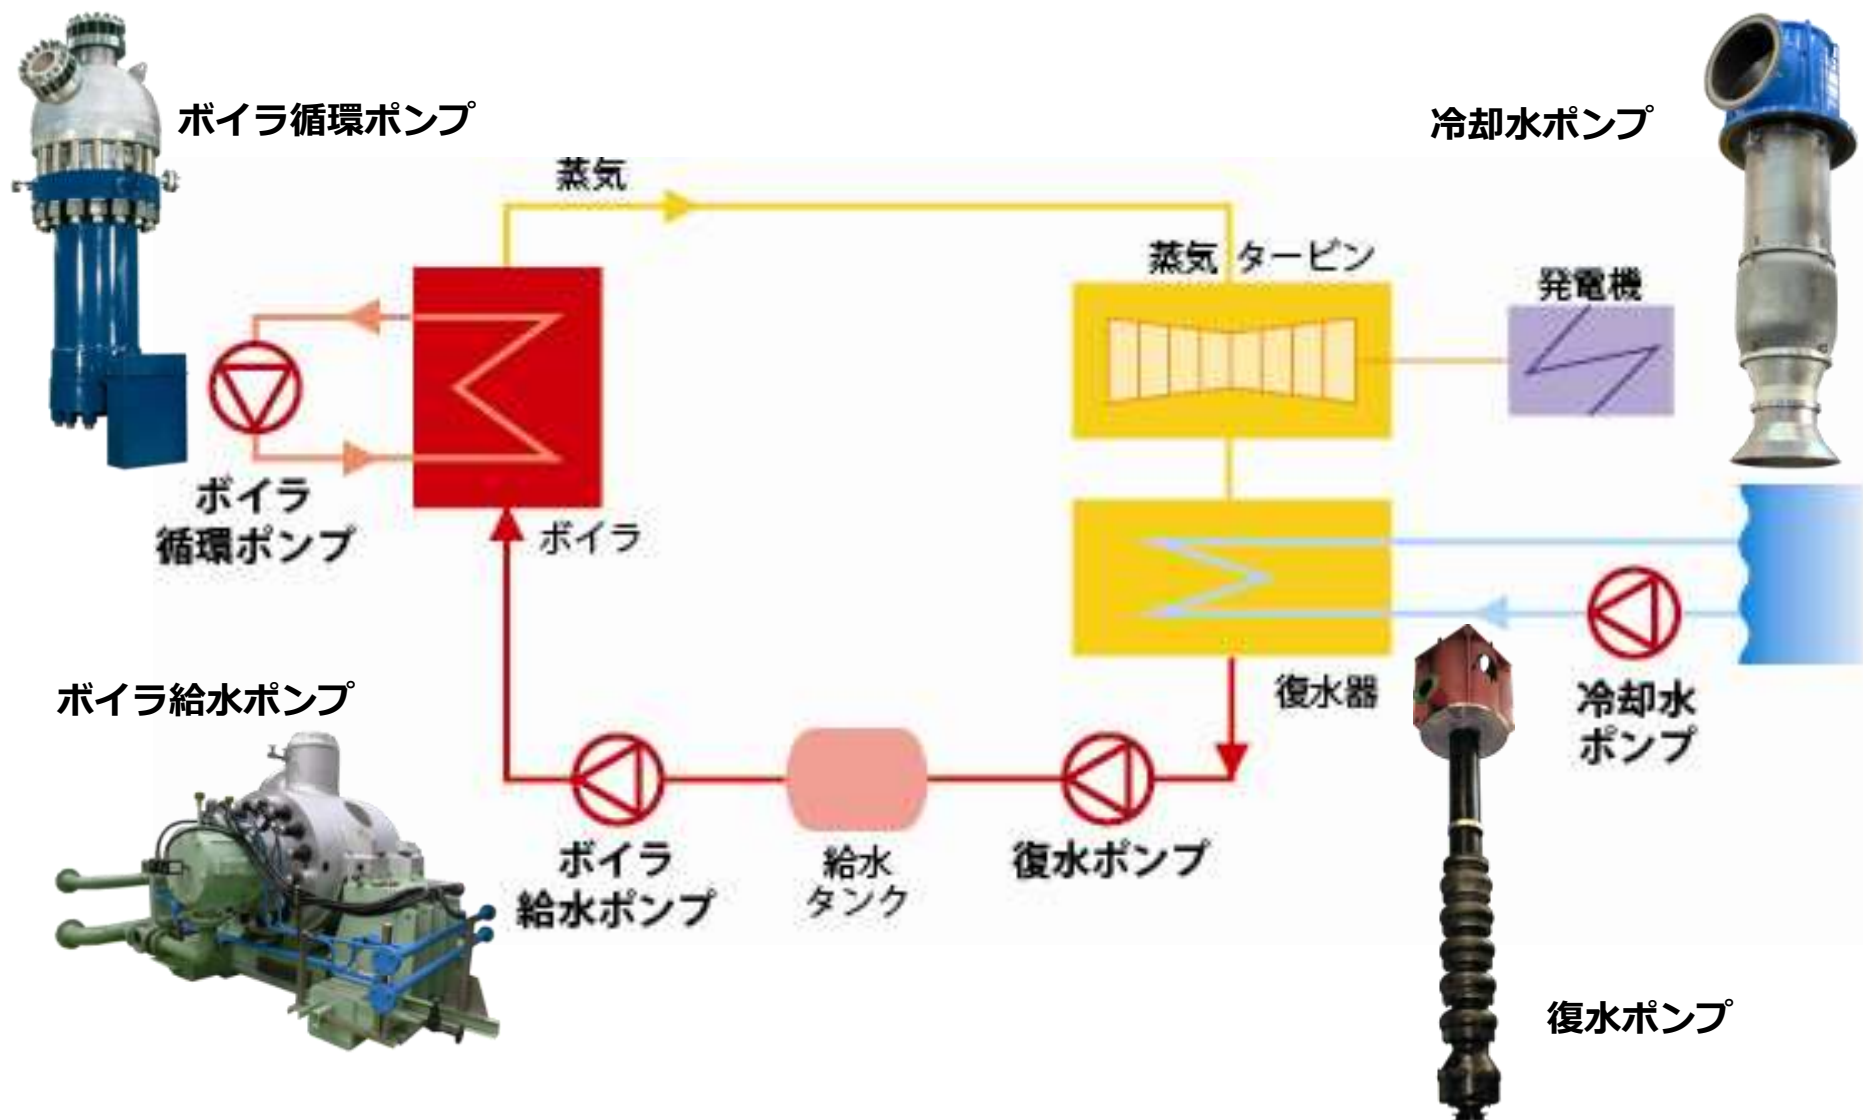 ボイラ循環ポンプ
冷却水ポンプ
蒸気
蒸気 タービン
発電機
ボイラ
循環ポンプ
ボイラ
復水器
冷却水
ポンプ
ボイラ給水ポンプ
ボイラ
給水ポンプ
給水
タンク
復水ポンプ
復水ポンプ